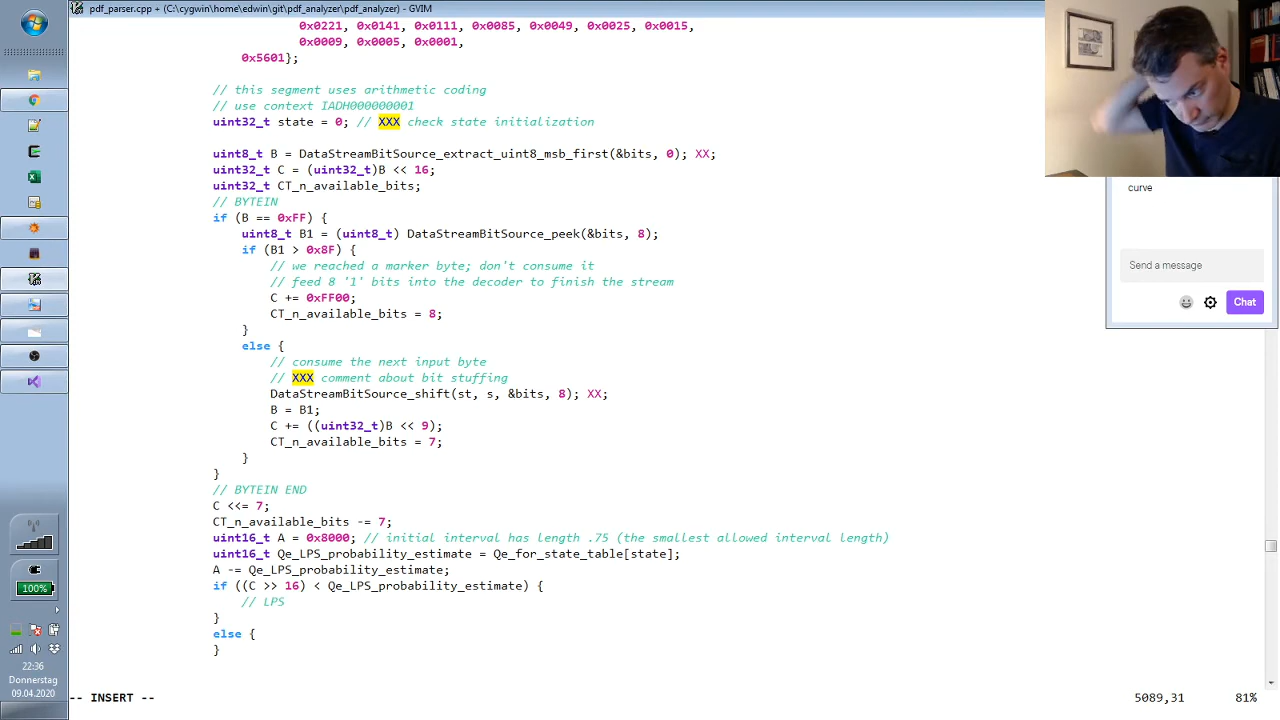 pdf_parser.cpp + (C:\cygwin\home\edwin\git\pdf_analyzer\pdf_analyzer) - GVIM
0x0221, 0x0141, 0x0111, 0x0085, 0x0049, 0x0025, 0x0015,
0x0009, 0x0005, 0x0001,
0x5601};
// this segment uses arithmetic coding
// use context IADH000000001
uint32_t state = 0; // XXX check state initialization
uint8_t B = DataStreamBitSource_extract_uint8_msb_first(&bits, 0); XX;
uint32_t C = (uint32_t)B << 16;
uint32_t CT_n_available_bits;
// BYTEIN
if (B == 0xFF) {
uint8_t B1 = (uint8_t) DataStreamBitSource_peek(&bits, 8);
if (B1 > 0x8F) {
// we reached a marker byte; don't consume it
// feed 8 '1' bits into the decoder to finish the stream
C += 0xFF00;
CT_n_available_bits = 8;
}
else {
// consume the next input byte
// XXX comment about bit stuffing
DataStreamBitSource_shift(st, s, &bits, 8); XX;
B = B1;
C += ((uint32_t)B << 9);
CT_n_available_bits = 7;
}
}
// BYTEIN END
C <<= 7;
CT_n_available_bits -= 7;
uint16_t A = 0x8000; // initial interval has length .75 (the smallest allowed interval length)
uint16_t Qe_LPS_probability_estimate = Qe_for_state_table[state];
A -= Qe_LPS_probability_estimate;
if ((C >> 16) < Qe_LPS_probability_estimate) {
// LPS
}
else {
}
-- INSERT --
5089,31
81%
curve
Send a message
Chat
100%
22:36
Donnerstag
09.04.2020